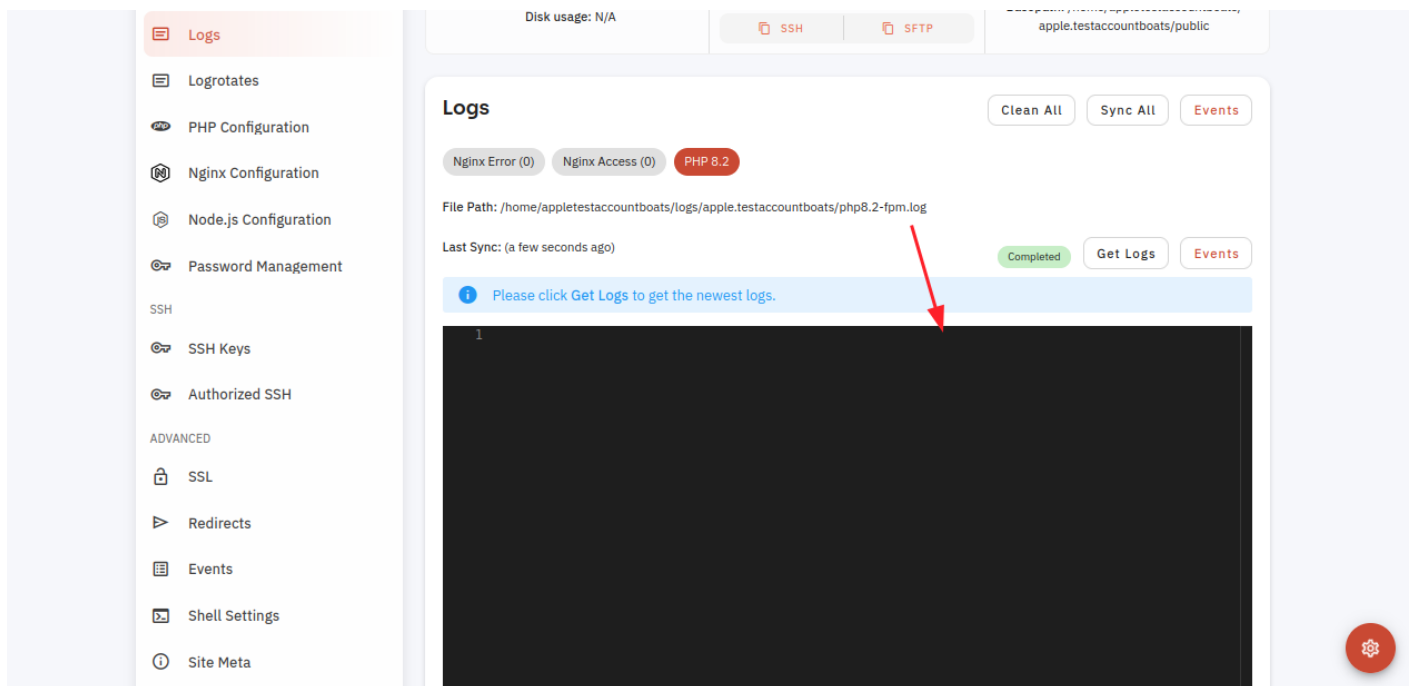 Logs
Logrotates
PHP Configuration
Nginx Configuration
Node.js Configuration
Password Management
SSH
SSH Keys
Authorized SSH
ADVANCED
SSL
Redirects
Events
Shell Settings
Site Meta
Disk usage: N/A
SSH SFTP
apple.testaccountboats/public
Logs
Clean All Sync All Events
Nginx Error (0) Nginx Access (0) PHP 8.2
File Path: /home/appletestaccountboats/logs/apple.testaccountboats/php8.2-fpm.log
Last Sync: (a few seconds ago)
Completed Get Logs Events
Please click Get Logs to get the newest logs.
1